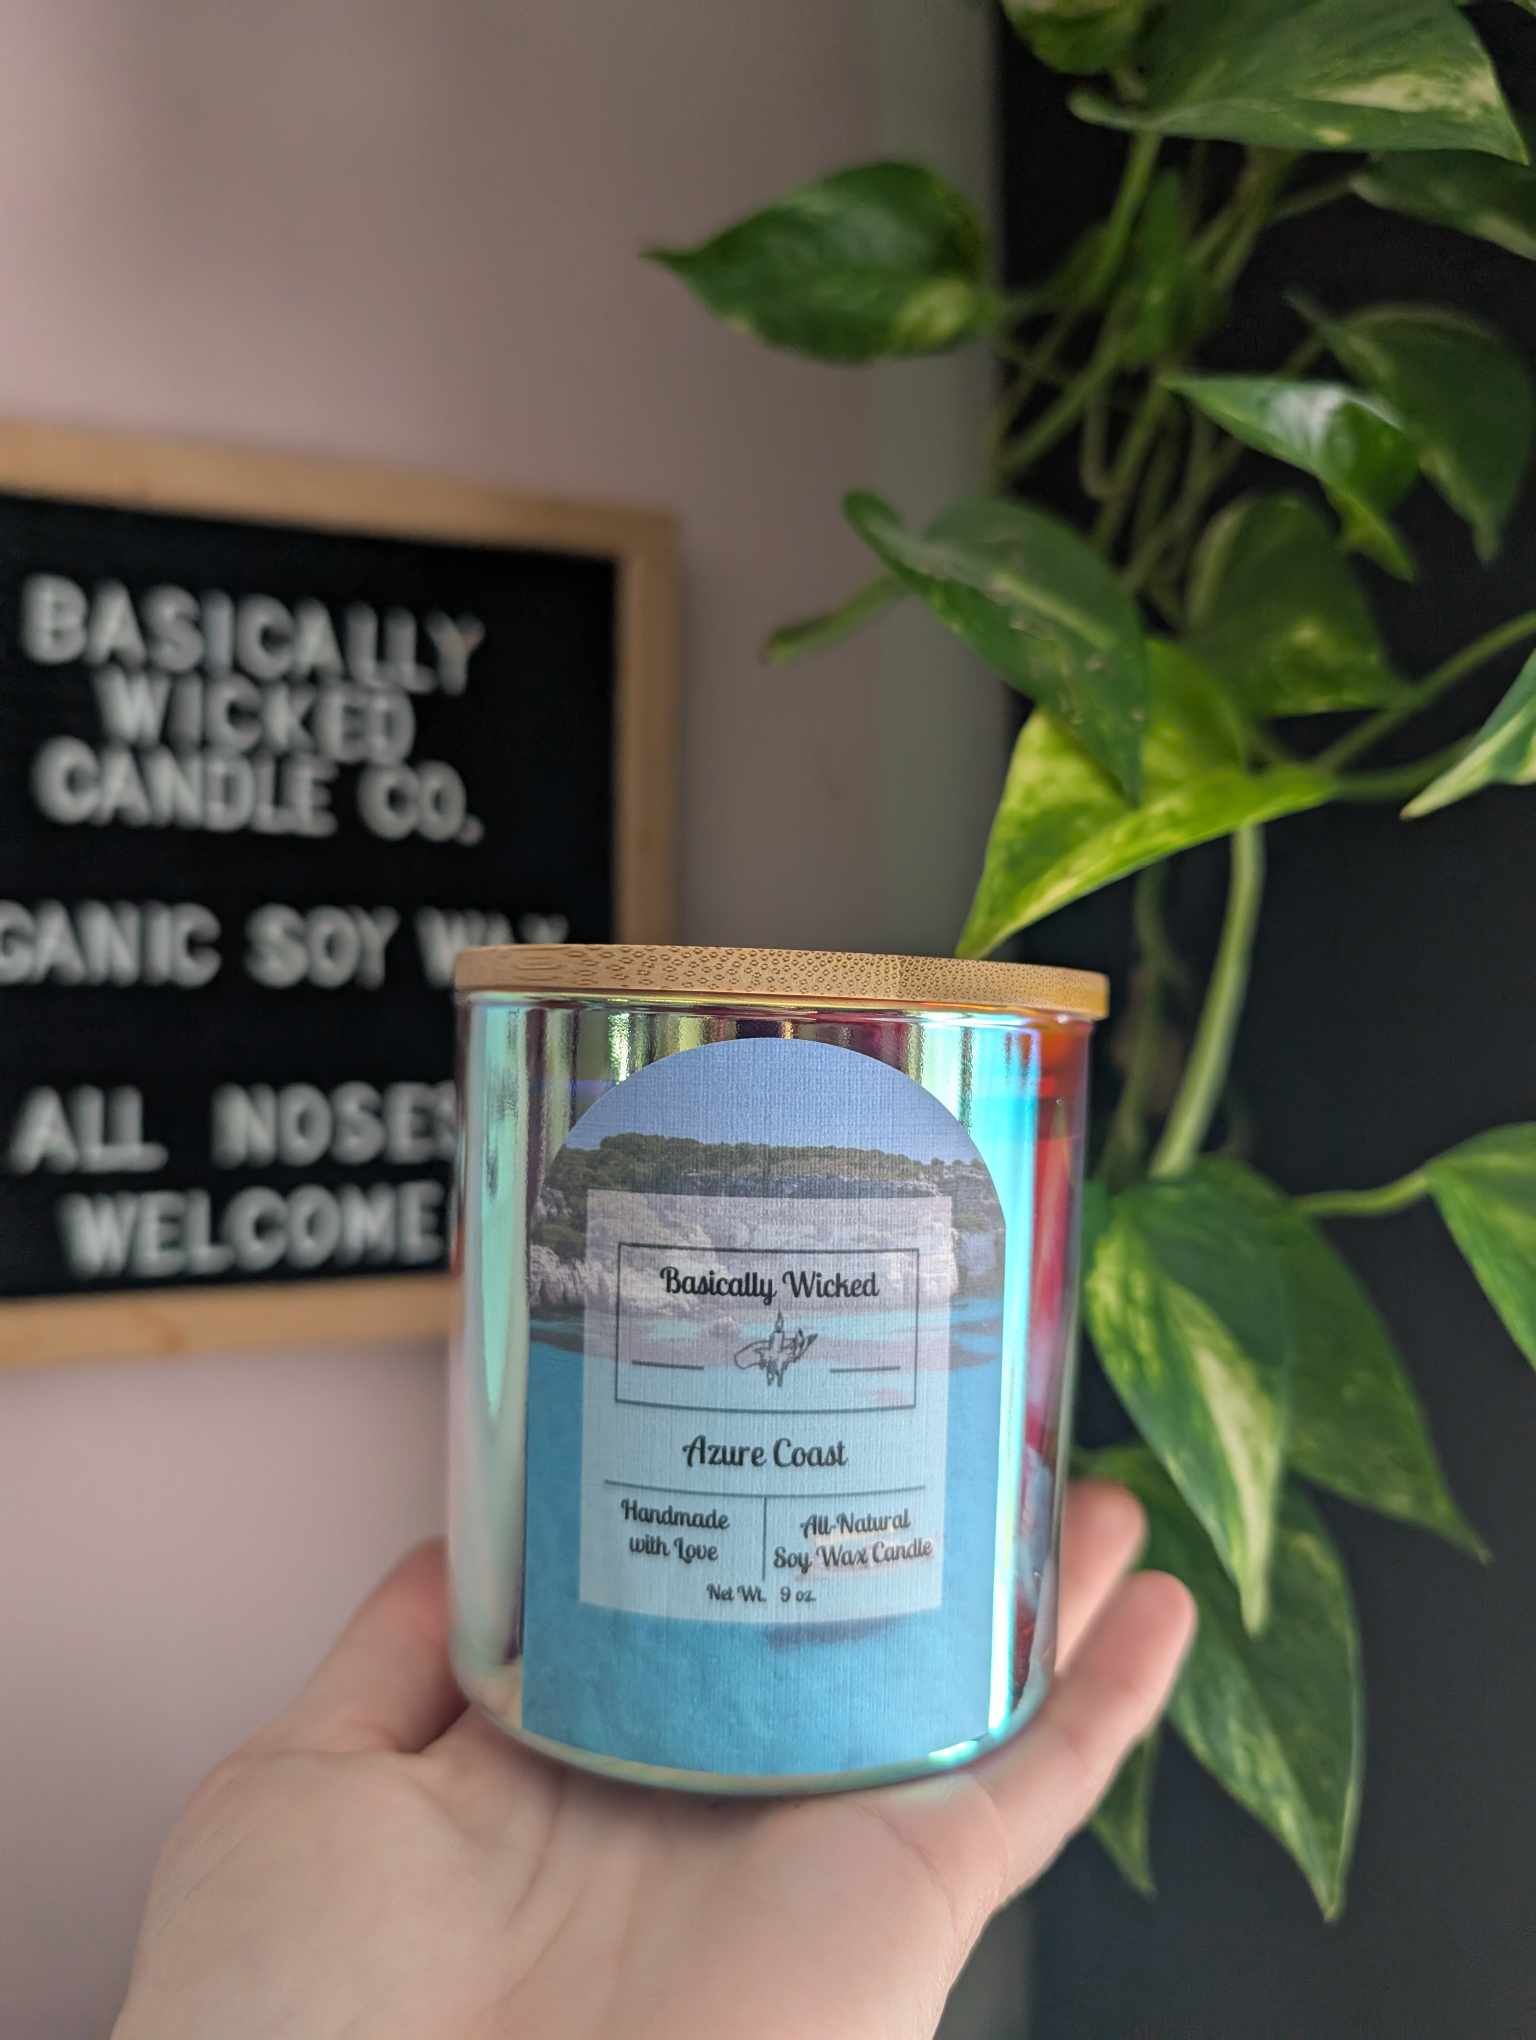 BASICALLY
WICKED
CANDLE CO.
GANIC SOY WAX
ALL NOSES
WELCOME
Basically Wicked
Azure Coast
Handmade
with Love
All-Natural
Soy Wax Candle
Net Wt. 9 oz.